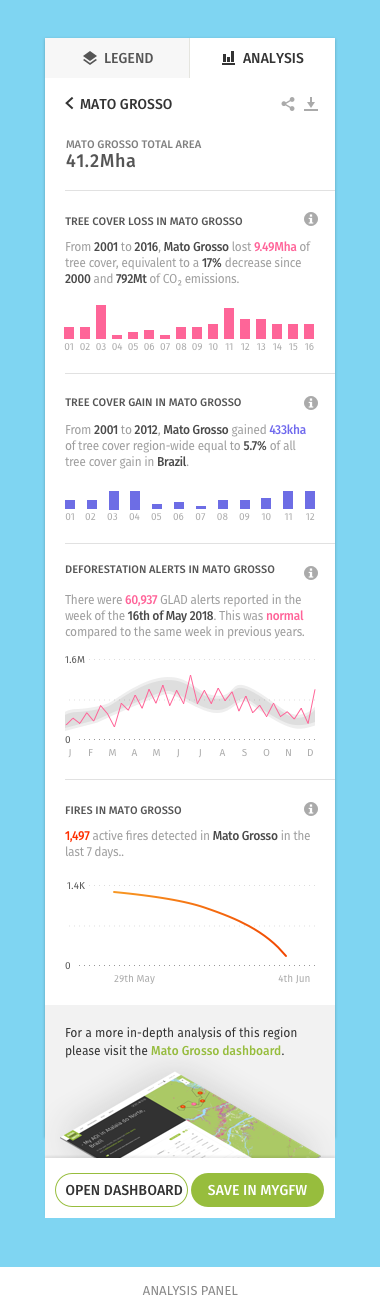 LEGEND
ANALYSIS
MATO GROSSO
MATO GROSSO TOTAL AREA
41.2Mha
TREE COVER LOSS IN MATO GROSSO
From 2001 to 2016, Mato Grosso lost 9.49Mha of
tree cover, equivalent to a 17% decrease since
2000 and 792Mt of CO₂ emissions.
01 02 03 04 05 06 07 08 09 10 11 12 13 14 15 16
TREE COVER GAIN IN MATO GROSSO
From 2001 to 2012, Mato Grosso gained 433kha
of tree cover region-wide equal to 5.7% of all
tree cover gain in Brazil.
01 02 03 04 05 06 07 08 09 10 11 12
DEFORESTATION ALERTS IN MATO GROSSO
There were 60,937 GLAD alerts reported in the
week of the 16th of May 2018. This was normal
compared to the same week in previous years.
1.6M
0
J F M A M J J A S O N D
FIRES IN MATO GROSSO
1,497 active fires detected in Mato Grosso in the
last 7 days..
1.4K
0
29th May 4th Jun
For a more in-depth analysis of this region
please visit the Mato Grosso dashboard.
My AOI in Atalaia do Norte,
Brazil
OPEN DASHBOARD
SAVE IN MYGFW
ANALYSIS PANEL